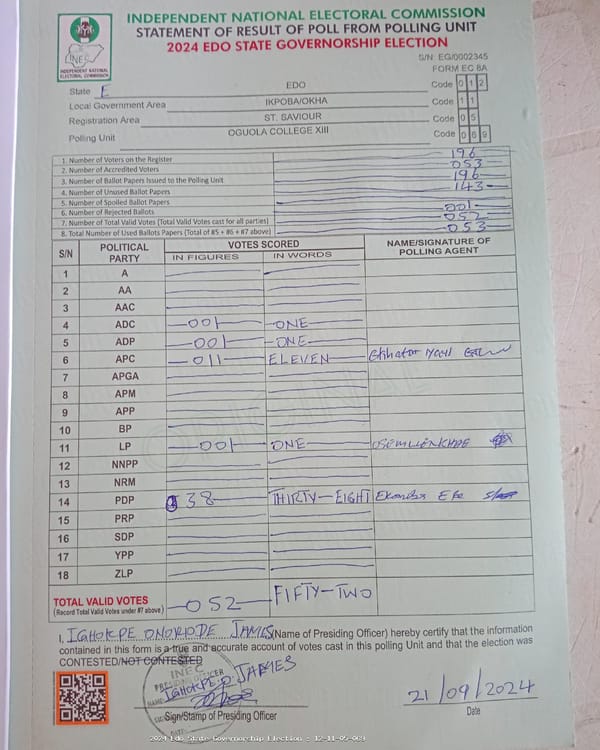 INDEPENDENT NATIONAL ELECTORAL COMMISSION
STATEMENT OF RESULT OF POLL FROM POLLING UNIT
2024 EDO STATE GOVERNORSHIP ELECTION
INEC
INDEPENDENT NATIONAL ELECTORAL COMMISSION
S/N: EG/0002345
FORM EC 8A
State E EDO Code 0 1 2
Local Government Area IKPOBA/OKHA Code 1 1
Registration Area ST. SAVIOUR Code 0 5
Polling Unit OGUOLA COLLEGE XIII Code 0 6 9
1. Number of Voters on the Register 196
2. Number of Accredited Voters 053
3. Number of Ballot Papers Issued to the Polling Unit 196
4. Number of Unused Ballot Papers 143
5. Number of Spoiled Ballot Papers
6. Number of Rejected Ballots 001
7. Number of Total Valid Votes (Total Valid Votes cast for all parties) 052
8. Total Number of Used Ballots Papers (Total of #5 + #6 + #7 above) 053
S/N POLITICAL PARTY VOTES SCORED NAME/SIGNATURE OF POLLING AGENT
IN FIGURES IN WORDS
1 A
2 AA
3 AAC
4 ADC 001 ONE
5 ADP 001 ONE
6 APC 011 ELEVEN
7 APGA
8 APM
9 APP
10 BP
11 LP 001 ONE
12 NNPP
13 NRM
14 PDP 38 THIRTY-EIGHT
15 PRP
16 SDP
17 YPP
18 ZLP
TOTAL VALID VOTES 052 FIFTY-TWO
(Record Total Valid Votes under #7 above)
I, IGHOKPE ONORIODE JAMES (Name of Presiding Officer) hereby certify that the information
contained in this form is a true and accurate account of votes cast in this polling Unit and that the election was
CONTESTED/NOT CONTESTED
INEC
PRESIDING OFFICER
IGHOKPE O. JAMES
Sign/Stamp of Presiding Officer
21/09/2024
Date
2024 Edo State Governorship Election : 12-11-05-069